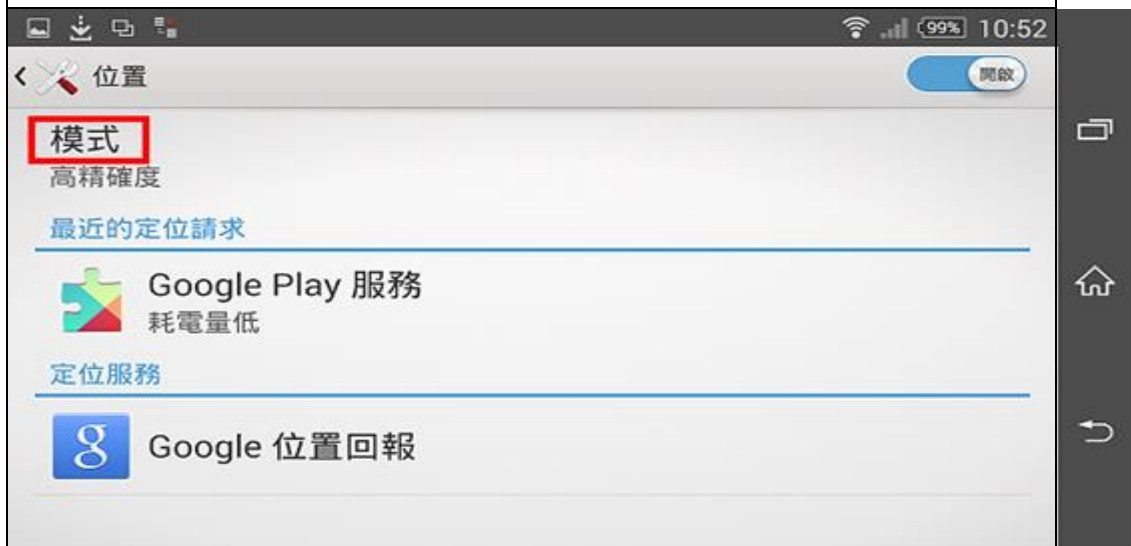 99% 10:52
位置
開啟
模式
高精確度
最近的定位請求
Google Play 服務
耗電量低
定位服務
g
Google 位置回報